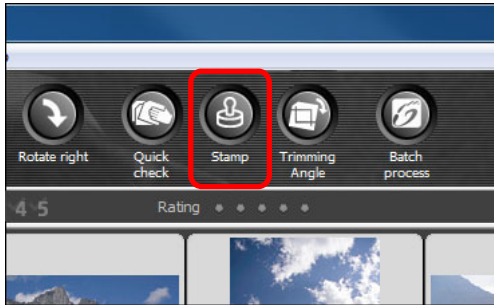 Rotate right
Quick
check
Stamp
Trimming
Angle
Batch
process
4 5
Rating